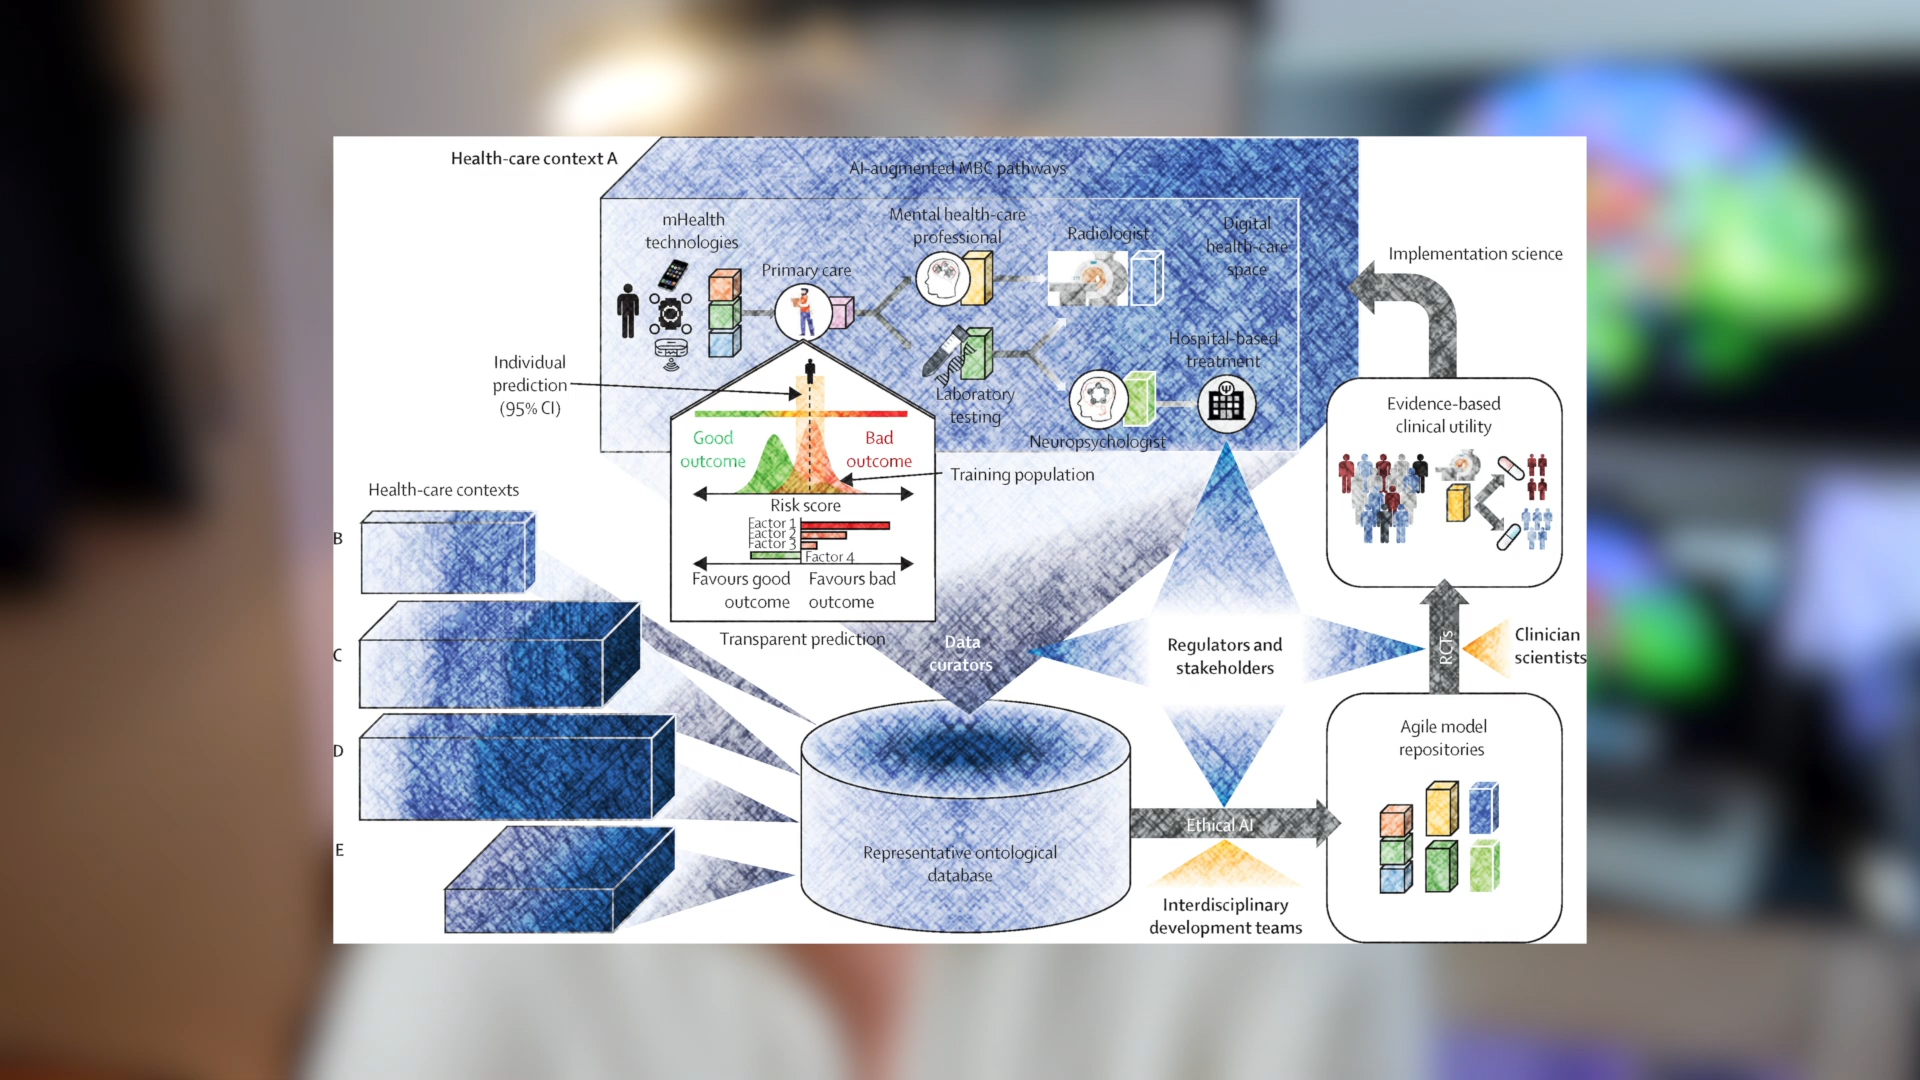 Health-care context A
AI-augmented MBC pathways
mHealth
technologies
Primary care
Mental health-care
professional
Radiologist
Digital
health-care
space
Laboratory
testing
Neuropsychologist
Hospital-based
treatment
Implementation science
Individual
prediction
(95% CI)
Good
outcome
Bad
outcome
Training population
Risk score
Factor 1
Factor 2
Factor 3
Factor 4
Favours good
outcome
Favours bad
outcome
Transparent prediction
Health-care contexts
B
C
D
E
Data
curators
Regulators and
stakeholders
Evidence-based
clinical utility
RCTs
Clinician
scientists
Agile model
repositories
Representative ontological
database
Ethical AI
Interdisciplinary
development teams